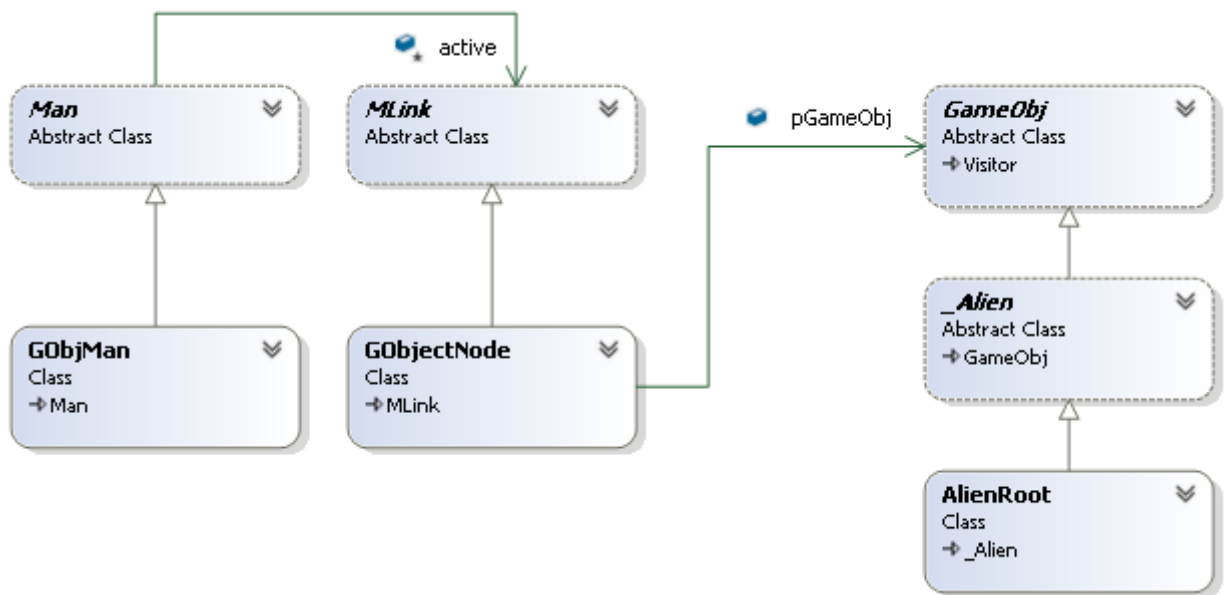 active
Man
Abstract Class
MLink
Abstract Class
pGameObj
GameObj
Abstract Class
Visitor
GObjMan
Class
Man
GObjectNode
Class
MLink
_Alien
Abstract Class
GameObj
AlienRoot
Class
_Alien